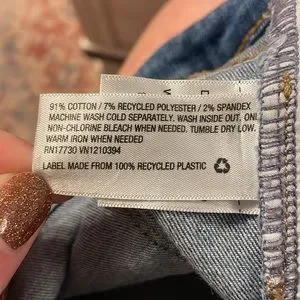 91% COTTON / 7% RECYCLED POLYESTER / 2% SPANDEX
MACHINE WASH COLD SEPARATELY. WASH INSIDE OUT, ONL
NON-CHLORINE BLEACH WHEN NEEDED. TUMBLE DRY LOW.
WARM IRON WHEN NEEDED
RN17730 VN1210394
LABEL MADE FROM 100% RECYCLED PLASTIC